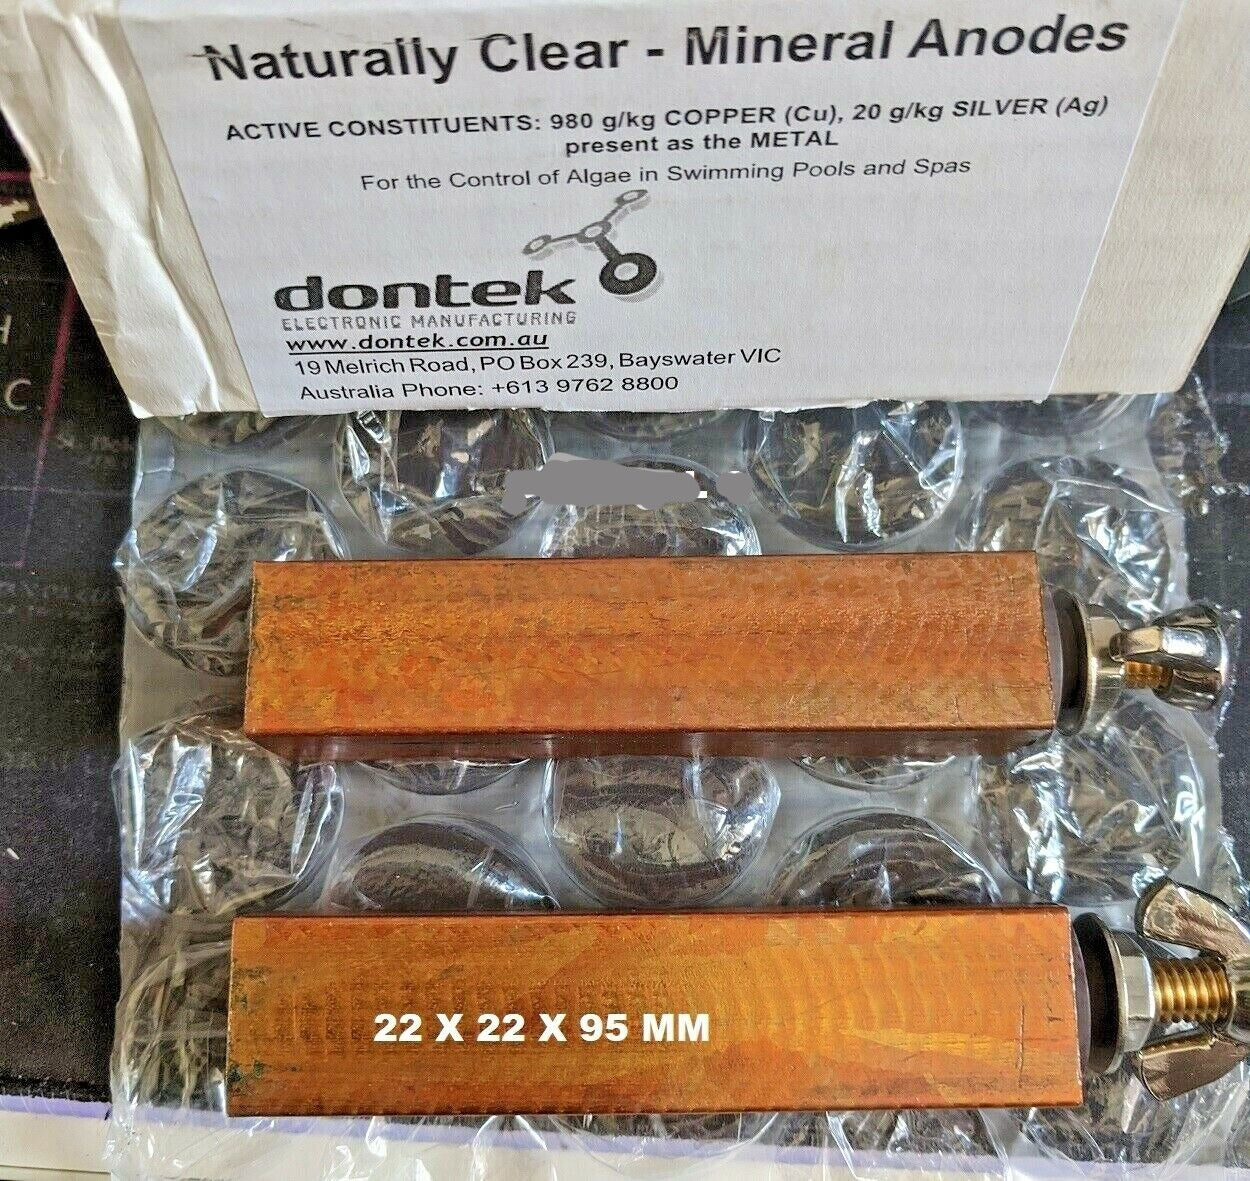 Naturally Clear - Mineral Anodes
ACTIVE CONSTITUENTS: 980 g/kg COPPER (Cu), 20 g/kg SILVER (Ag)
present as the METAL
For the Control of Algae in Swimming Pools and Spas
dontek
ELECTRONIC MANUFACTURING
www.dontek.com.au
19 Melrich Road, PO Box 239, Bayswater VIC
Australia Phone: +613 9762 8800
22 X 22 X 95 MM